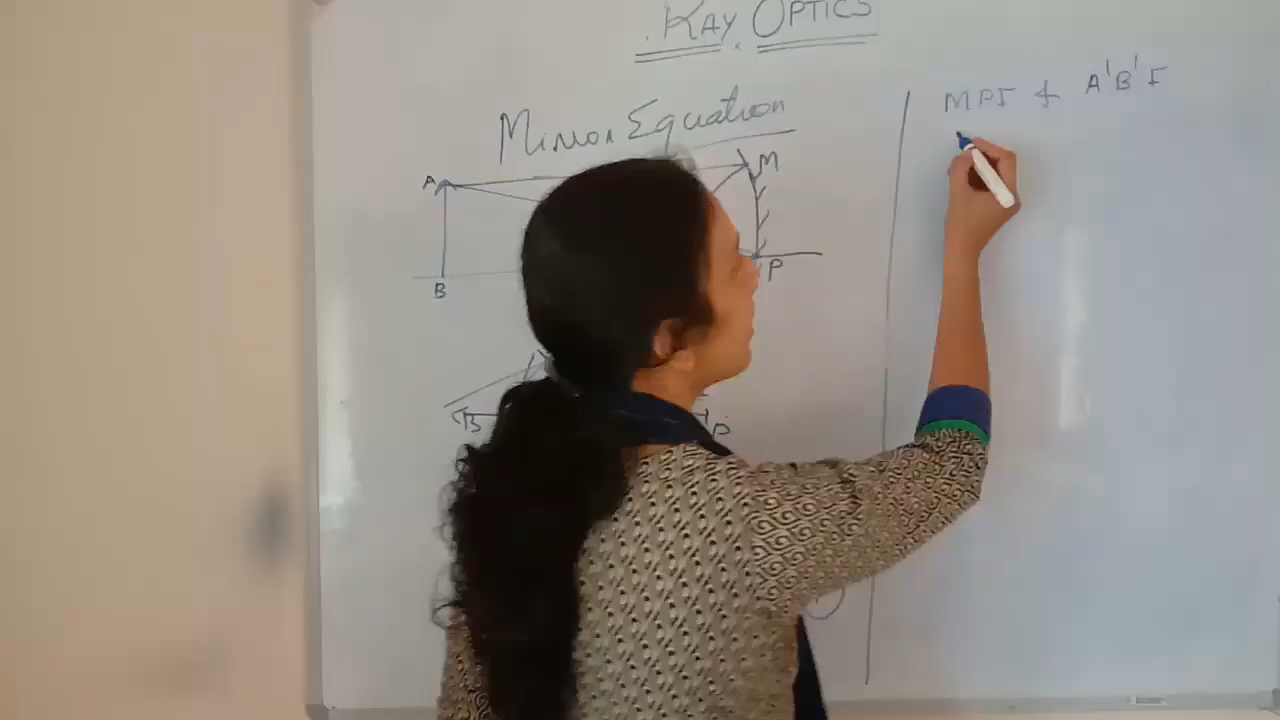 . RAY OPTICS
Mirror Equation
A
M
B
P
B
P
MPF & A'B'F